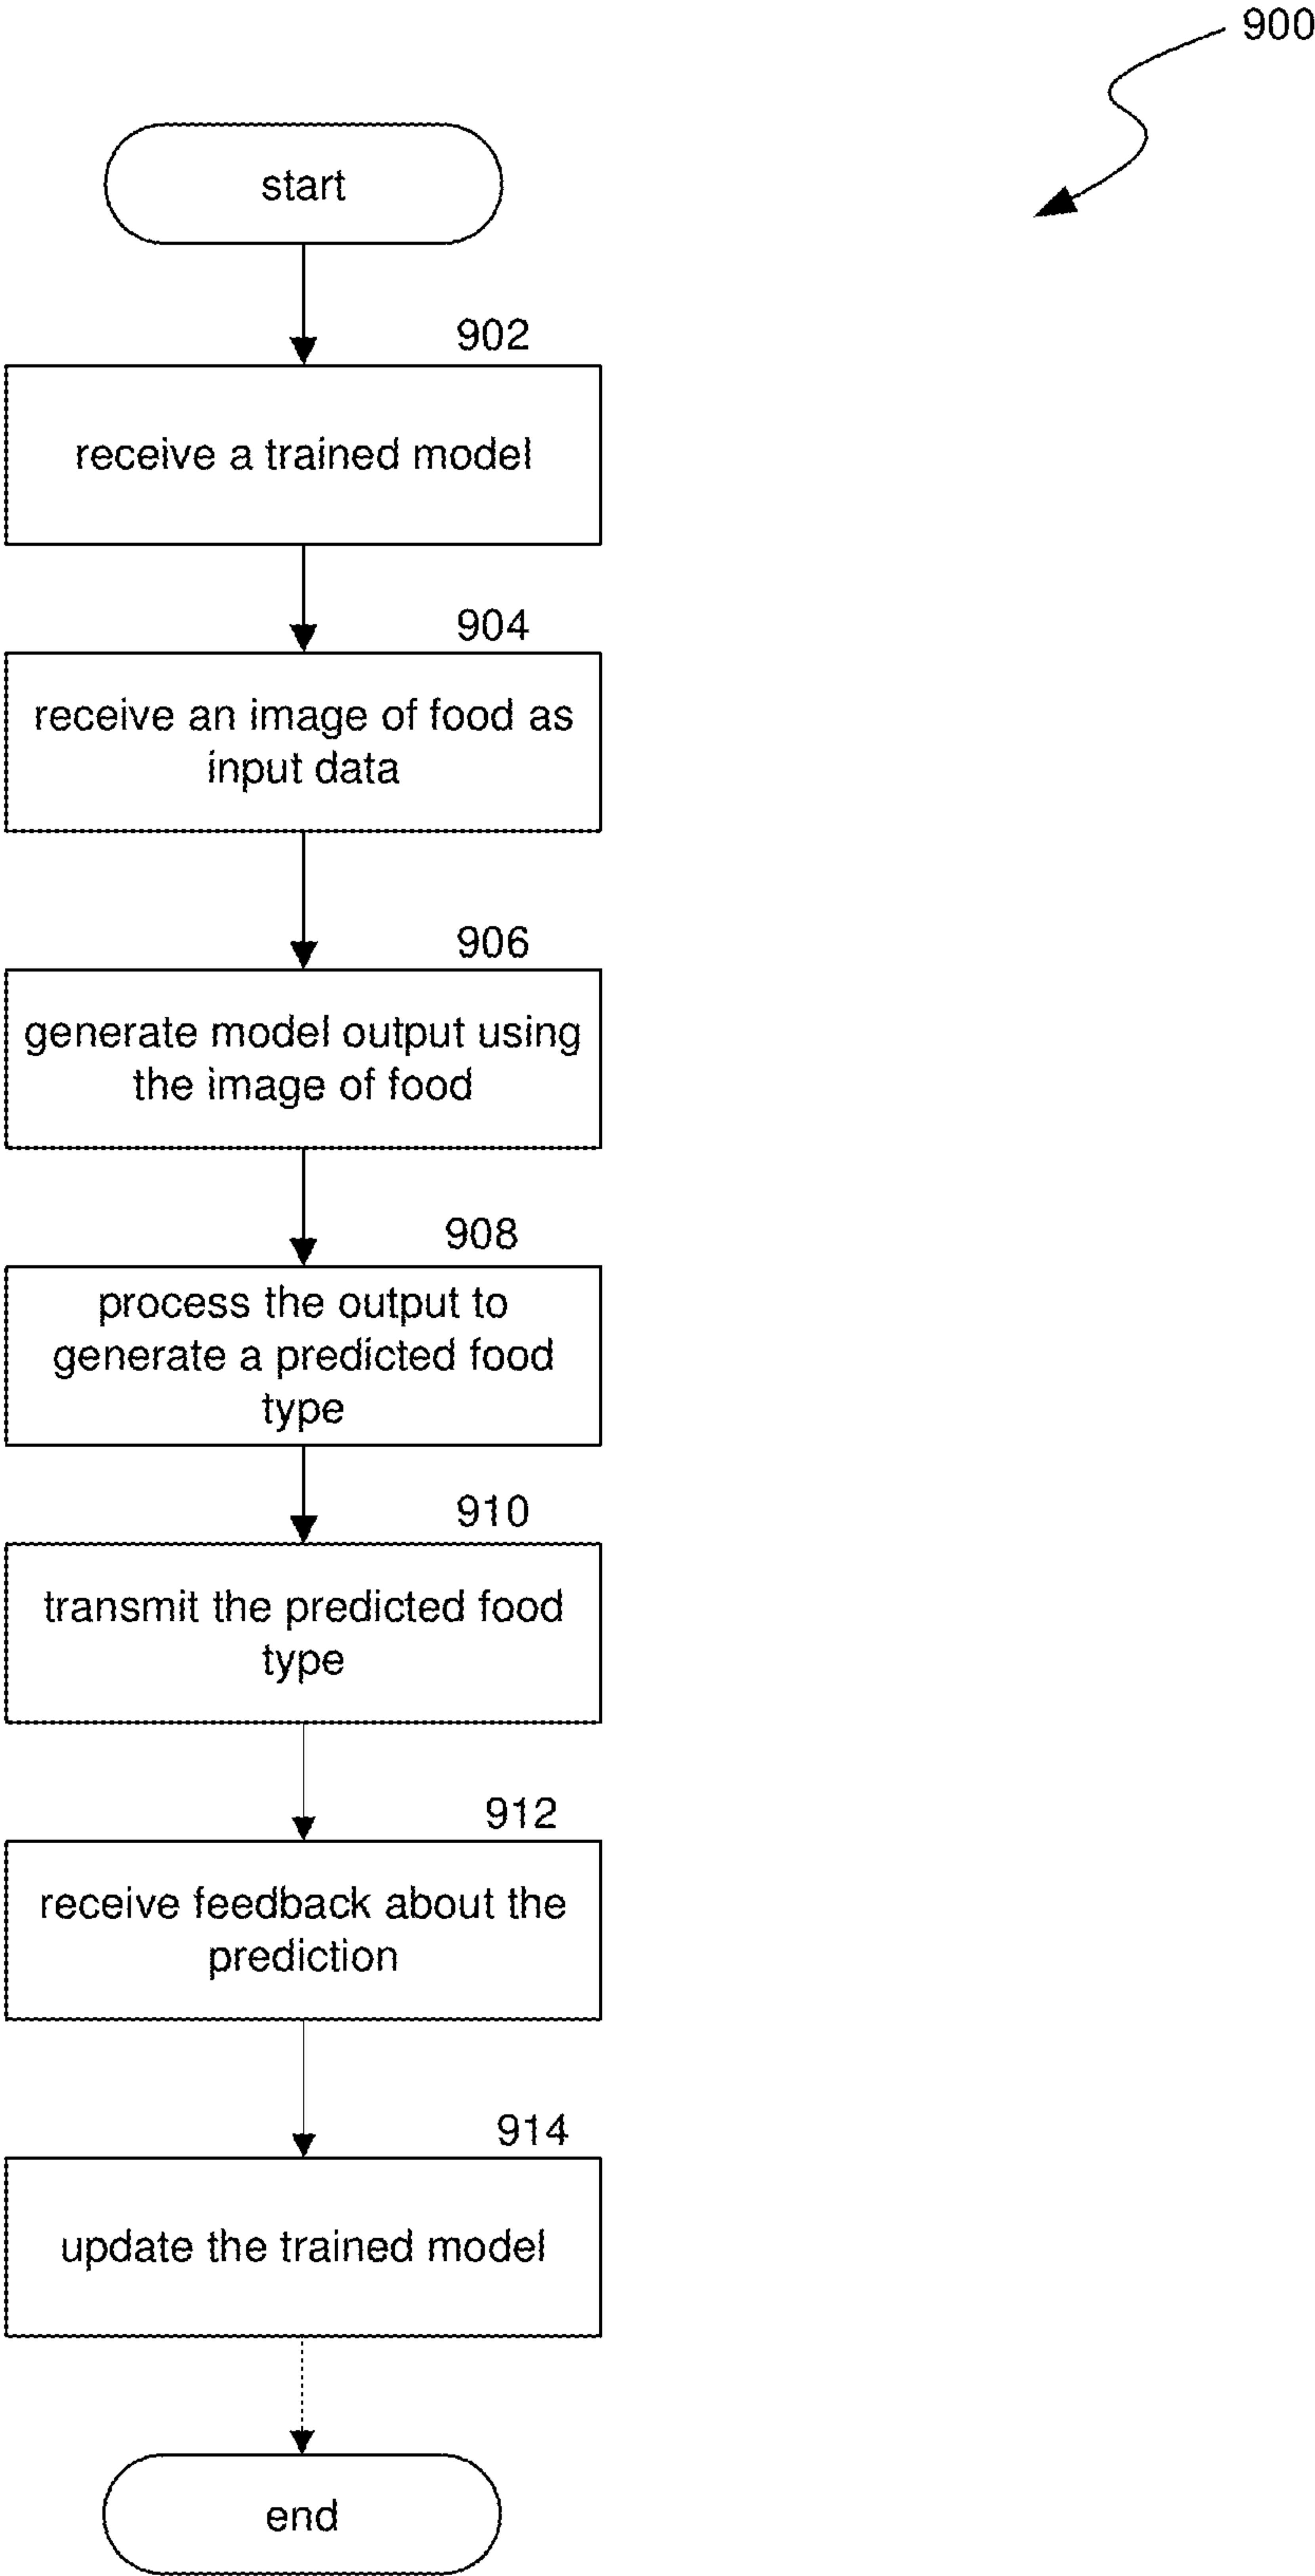 900
start
902
receive a trained model
904
receive an image of food as
input data
906
generate model output using
the image of food
908
process the output to
generate a predicted food
type
910
transmit the predicted food
type
912
receive feedback about the
prediction
914
update the trained model
end